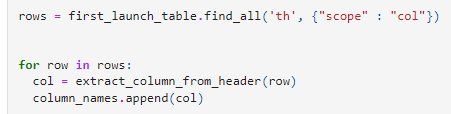 rows = first_launch_table.find_all('th', {"scope" : "col"})
for row in rows:
  col = extract_column_from_header(row)
  column_names.append(col)